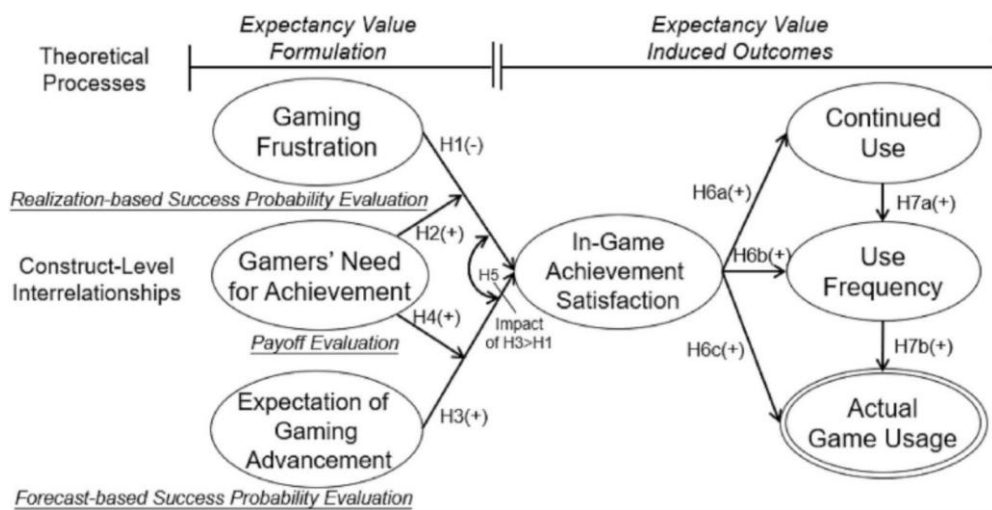 Expectancy Value
Formulation
Expectancy Value
Induced Outcomes
Theoretical
Processes
Gaming
Frustration
H1(-)
Continued
Use
Realization-based Success Probability Evaluation
H6a(+)
H7a(+)
H2(+)
Construct-Level
Interrelationships
Gamers' Need
for Achievement
H5
In-Game
Achievement
Satisfaction
H6b(+)
Use
Frequency
H4(+)
Impact
of H3>H1
Payoff Evaluation
H6c(+)
H7b(+)
Expectation of
Gaming
Advancement
H3(+)
Actual
Game Usage
Forecast-based Success Probability Evaluation